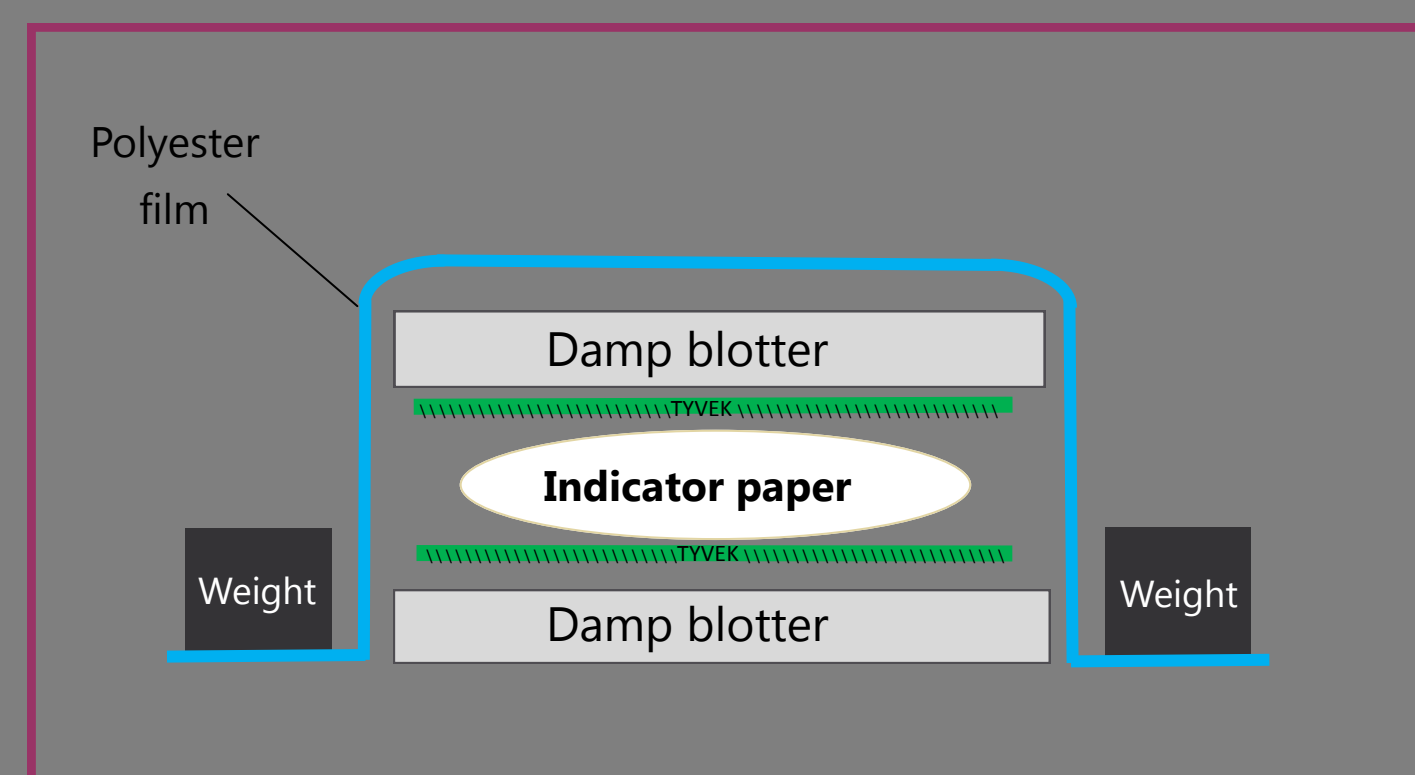 Polyester
film
Damp blotter
TYVEK
Indicator paper
TYVEK
Weight
Damp blotter
Weight